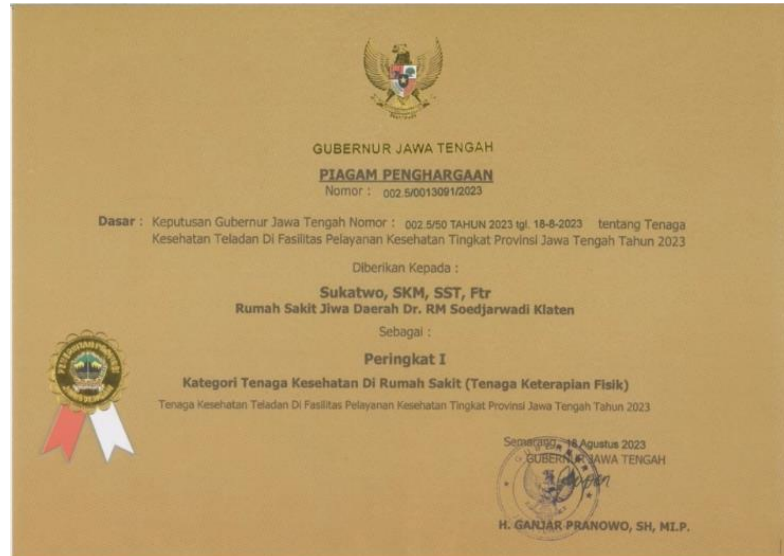 GUBERNUR JAWA TENGAH
PIAGAM PENGHARGAAN
Nomor : 002.5/0013091/2023
Dasar : Keputusan Gubernur Jawa Tengah Nomor : 002.5/50 TAHUN 2023 tgl. 18-8-2023 tentang Tenaga
Kesehatan Teladan Di Fasilitas Pelayanan Kesehatan Tingkat Provinsi Jawa Tengah Tahun 2023
Diberikan Kepada :
Sukatwo, SKM, SST, Ftr
Rumah Sakit Jiwa Daerah Dr. RM Soedjarwadi Klaten
Sebagai :
Peringkat I
Kategori Tenaga Kesehatan Di Rumah Sakit (Tenaga Keterapian Fisik)
Tenaga Kesehatan Teladan Di Fasilitas Pelayanan Kesehatan Tingkat Provinsi Jawa Tengah Tahun 2023
Semarang, 18 Agustus 2023
GUBERNUR JAWA TENGAH
H. GANJAR PRANOWO, SH, MI.P.